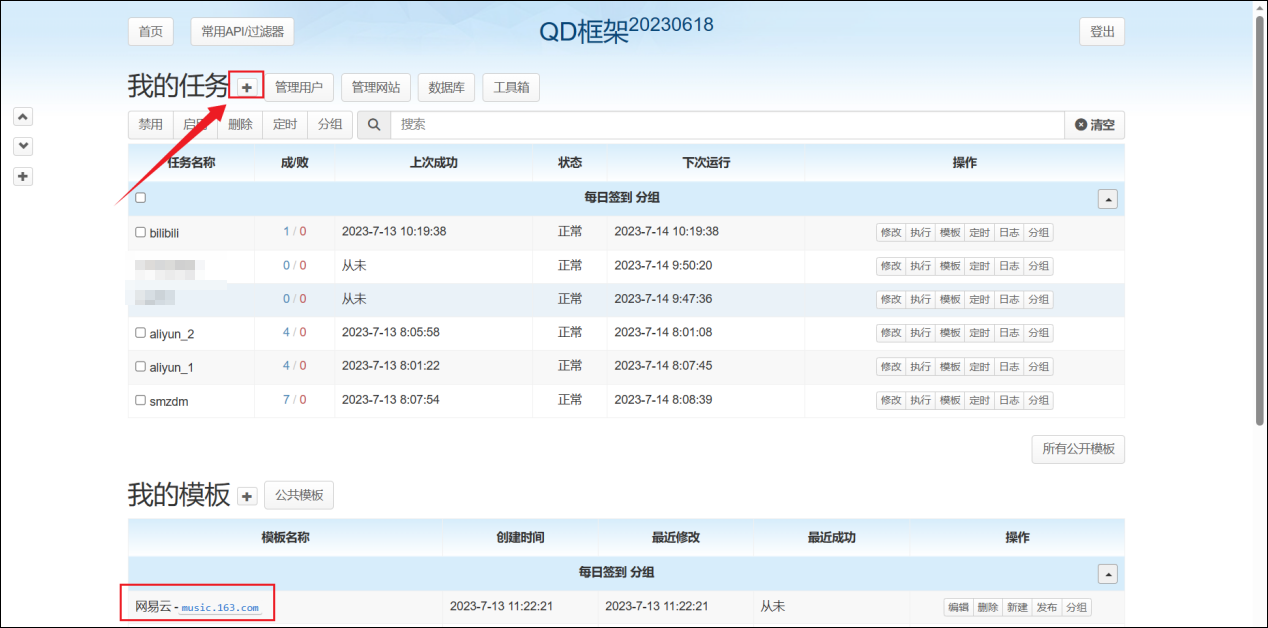 首页 常用API/过滤器 QD框架20230618 登出
我的任务 管理用户 管理网站 数据库 工具箱
禁用 启用 删除 定时 分组 搜索 清空
任务名称 成/败 上次成功 状态 下次运行 操作
每日签到 分组
bilibili 1 / 0 2023-7-13 10:19:38 正常 2023-7-14 10:19:38 修改 执行 模板 定时 日志 分组
0 / 0 从未 正常 2023-7-14 9:50:20 修改 执行 模板 定时 日志 分组
0 / 0 从未 正常 2023-7-14 9:47:36 修改 执行 模板 定时 日志 分组
aliyun_2 4 / 0 2023-7-13 8:05:58 正常 2023-7-14 8:01:08 修改 执行 模板 定时 日志 分组
aliyun_1 4 / 0 2023-7-13 8:01:22 正常 2023-7-14 8:07:45 修改 执行 模板 定时 日志 分组
smzdm 7 / 0 2023-7-13 8:07:54 正常 2023-7-14 8:08:39 修改 执行 模板 定时 日志 分组
所有公开模板
我的模板 公共模板
模板名称 创建时间 最近修改 最近成功 操作
每日签到 分组
网易云 - music.163.com 2023-7-13 11:22:21 2023-7-13 11:22:21 从未 编辑 删除 新建 发布 分组